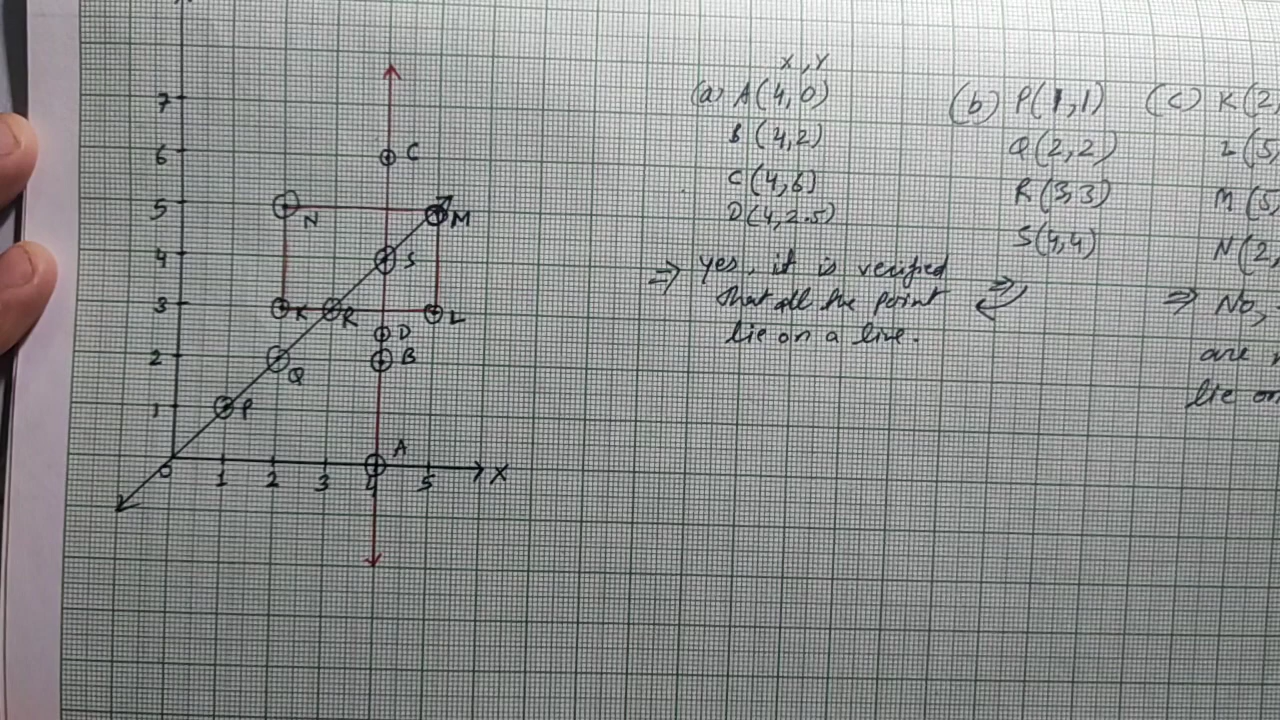 7
6
5
4
3
2
1
0 1 2 3 4 5 X
C
N
M
S
K R L
D
B
Q
P
A
X, Y
(a) A(4,0)
B(4,2)
C(4,6)
D(4,2.5)
⇒ Yes, it is verified
that all the point
lie on a line.
(b) P(1,1)
Q(2,2)
R(3,3)
S(4,4)
(c) K(2,
L(5,
M(5,
N(2,
⇒ No,
are
lie on